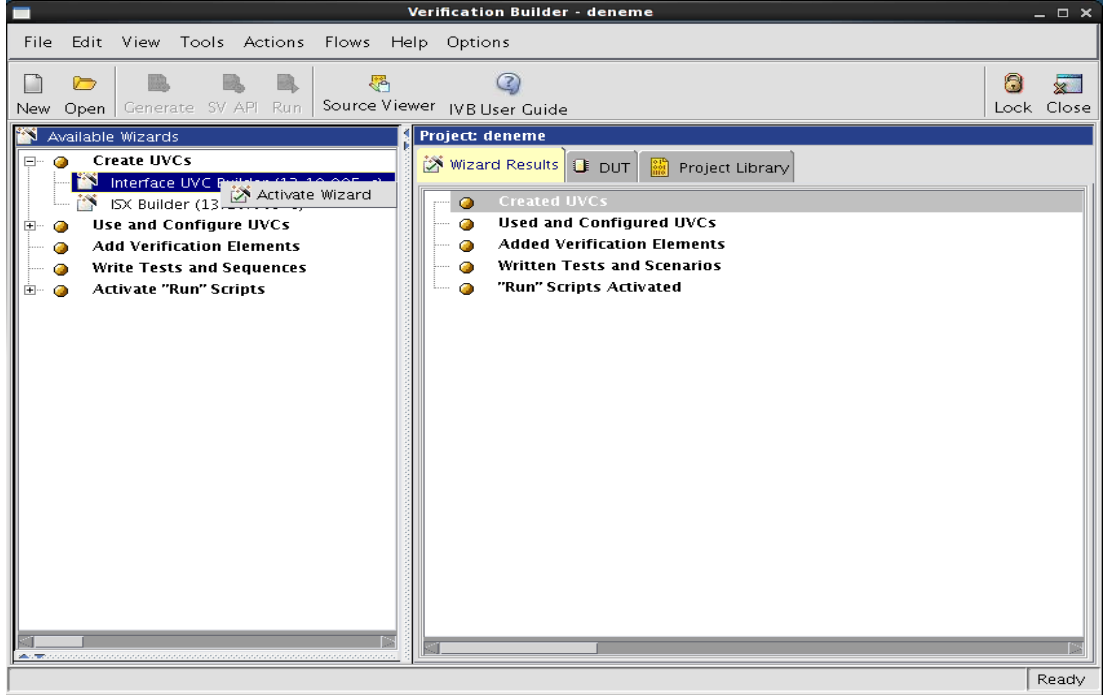 Verification Builder - deneme
File Edit View Tools Actions Flows Help Options
New Open Generate SV API Run Source Viewer IVB User Guide Lock Close
Available Wizards
Create UVCs
Interface UVC Builder
Activate Wizard
ISX Builder (13.
Use and Configure UVCs
Add Verification Elements
Write Tests and Sequences
Activate "Run" Scripts
Project: deneme
Wizard Results DUT Project Library
Created UVCs
Used and Configured UVCs
Added Verification Elements
Written Tests and Scenarios
"Run" Scripts Activated
Ready